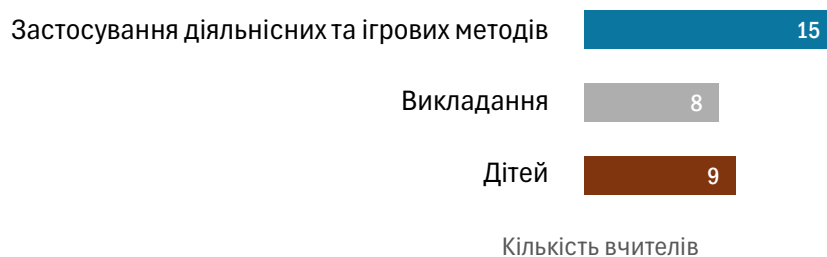 Застосування діяльнісних та ігрових методів 15
Викладання 8
Дітей 9
Кількість вчителів